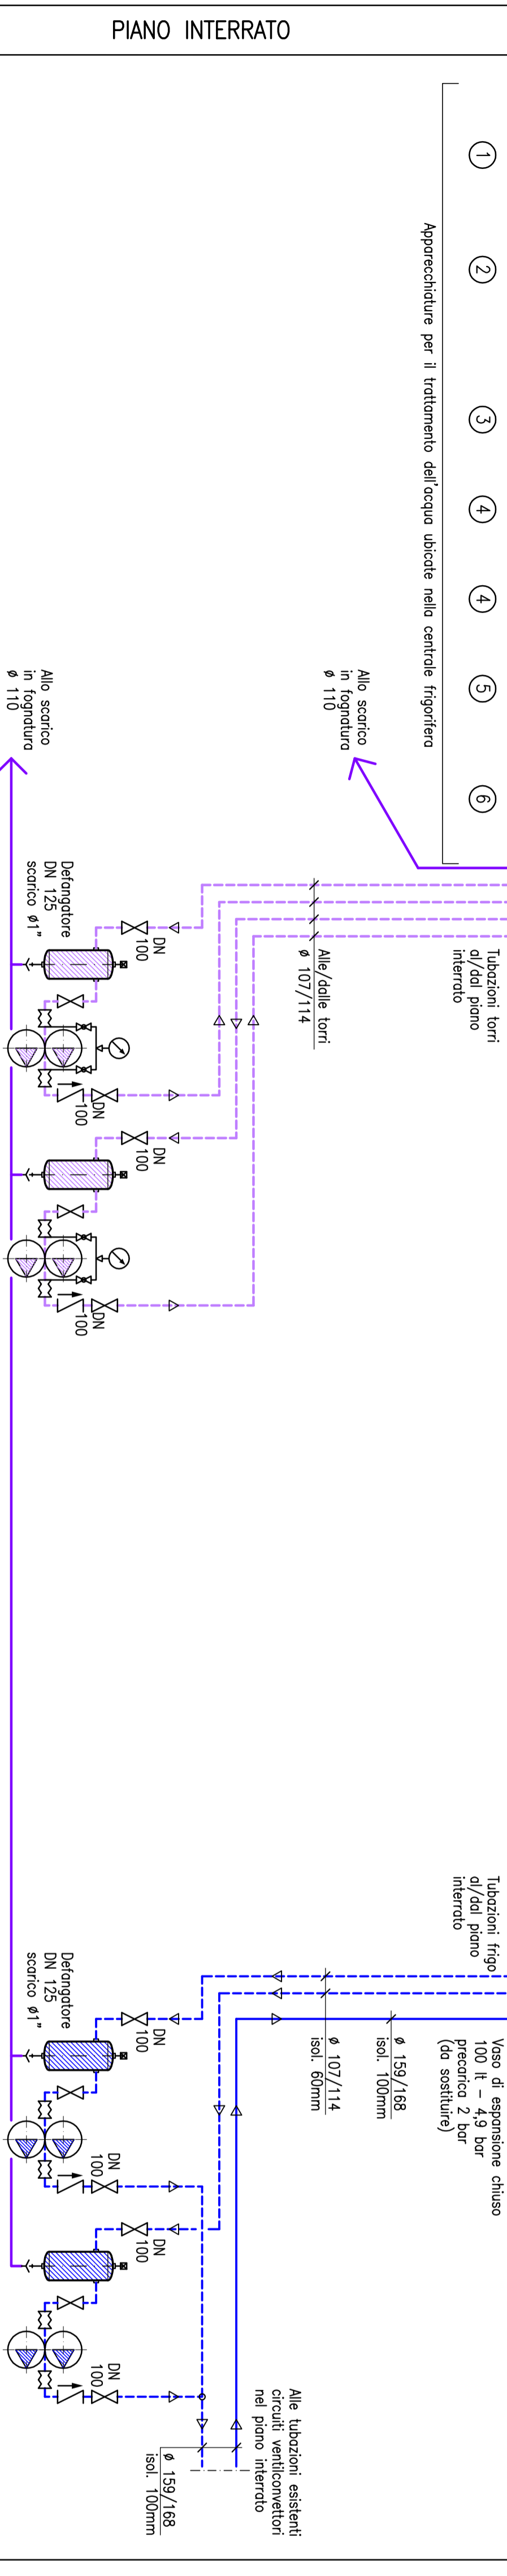 PIANO INTERRATO
1
2
3
4
4
5
6
Apparecchiature per il trattamento dell'acqua ubicate nella centrale frigorifera
Allo scarico
in fognatura
ø 110
Allo scarico
in fognatura
ø 110
Tubazioni torri
al/dal piano
interrato
Alle/dalle torri
ø 107/114
Defangatore
DN 125
scarico ø1"
DN
100
DN
100
DN
100
DN
100
Tubazioni frigo
al/dal piano
interrato
Vaso di espansione chiuso
100 lt – 4,9 bar
precarica 2 bar
(da sostituire)
ø 159/168
isol. 100mm
ø 107/114
isol. 60mm
Defangatore
DN 125
scarico ø1"
DN
100
DN
100
DN
100
DN
100
Alle tubazioni esistenti
circuiti ventilconvettori
nel piano interrato
ø 159/168
isol. 100mm